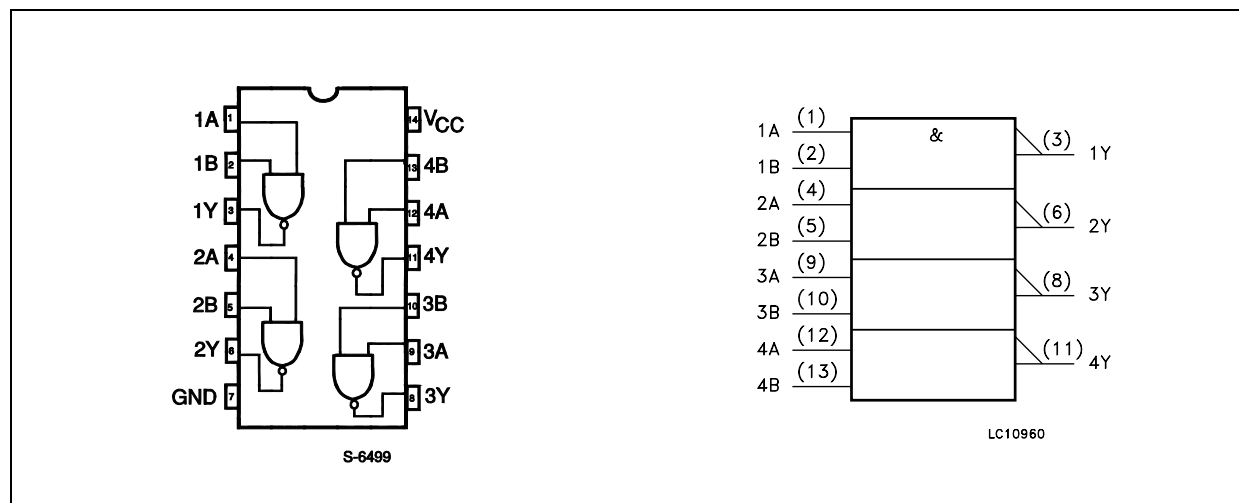 1A 1 14 VCC
1B 2 13 4B
1Y 3 12 4A
2A 4 11 4Y
2B 5 10 3B
2Y 6 9 3A
GND 7 8 3Y
S-6499
&
1A (1)
1B (2)
2A (4)
2B (5)
3A (9)
3B (10)
4A (12)
4B (13)
(3) 1Y
(6) 2Y
(8) 3Y
(11) 4Y
LC10960